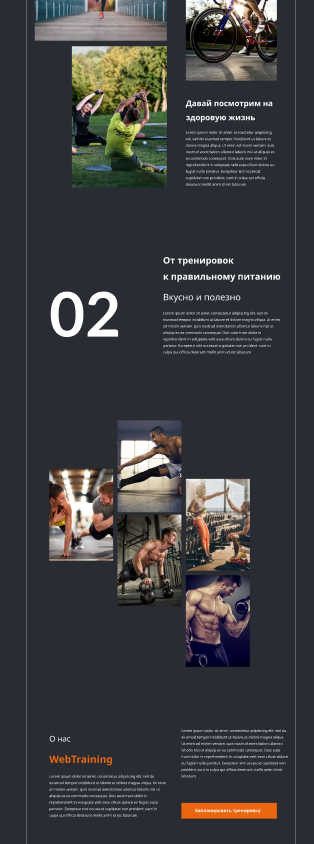 Давай посмотрим на
здоровую жизнь
Lorem ipsum dolor sit amet, consectetur adipiscing
elit, sed do eiusmod tempor incididunt ut labore et
dolore magna aliqua. Ut enim ad minim veniam, quis
nostrud exercitation ullamco laboris nisi ut aliquip
ex ea commodo consequat. Duis aute irure dolor in
reprehenderit in voluptate velit esse cillum dolore eu
fugiat nulla pariatur. Excepteur sint occaecat
cupidatat non proident, sunt in culpa qui officia
deserunt mollit anim id est laborum.
02
От тренировок
к правильному питанию
Вкусно и полезно
Lorem ipsum dolor sit amet, consectetur adipiscing elit, sed do
eiusmod tempor incididunt ut labore et dolore magna aliqua. Ut enim
ad minim veniam, quis nostrud exercitation ullamco laboris nisi ut
aliquip ex ea commodo consequat. Duis aute irure dolor in
reprehenderit in voluptate velit esse cillum dolore eu fugiat nulla
pariatur. Excepteur sint occaecat cupidatat non proident, sunt in
culpa qui officia deserunt mollit anim id est laborum.
О нас
WebTraining
Lorem ipsum dolor sit amet, consectetur adipiscing elit, sed do
eiusmod tempor incididunt ut labore et dolore magna
aliqua. Ut enim ad minim veniam, quis nostrud exercitation ullamco
laboris nisi ut aliquip ex ea commodo consequat. Duis aute irure dolor in
reprehenderit in voluptate velit esse cillum dolore eu fugiat nulla
pariatur. Excepteur sint occaecat cupidatat non proident,
sunt in culpa qui officia deserunt mollit anim id est laborum.
Lorem ipsum dolor sit amet, consectetur adipiscing elit, sed do
eiusmod tempor incididunt ut labore et dolore magna aliqua.
Ut enim ad minim veniam, quis nostrud exercitation ullamco
laboris nisi ut aliquip ex ea commodo consequat. Duis aute
irure dolor in reprehenderit in voluptate velit esse cillum dolore
eu fugiat nulla pariatur. Excepteur sint occaecat cupidatat non
proident, sunt in culpa qui officia deserunt mollit anim id est
laborum.
Запланировать тренировку